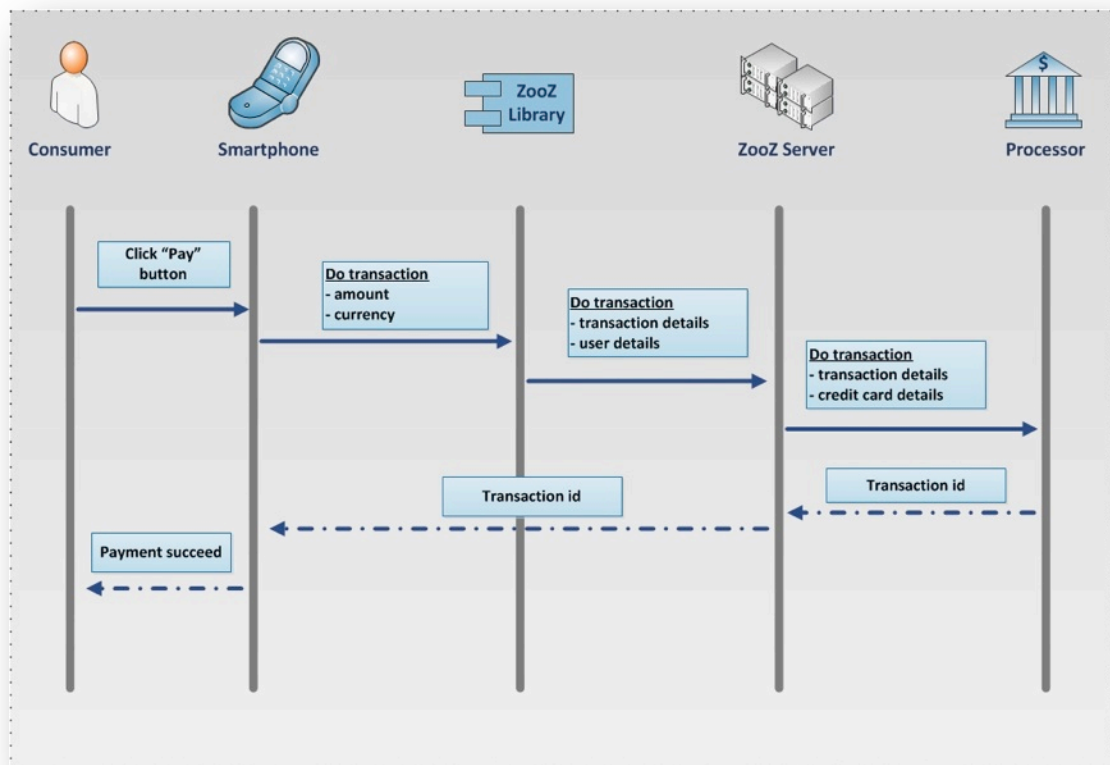 $
ZooZ
Library
Consumer
Smartphone
ZooZ Server
Processor
Click “Pay”
button
Do transaction
- amount
- currency
Do transaction
- transaction details
- user details
Do transaction
- transaction details
- credit card details
Transaction id
Transaction id
Payment succeed